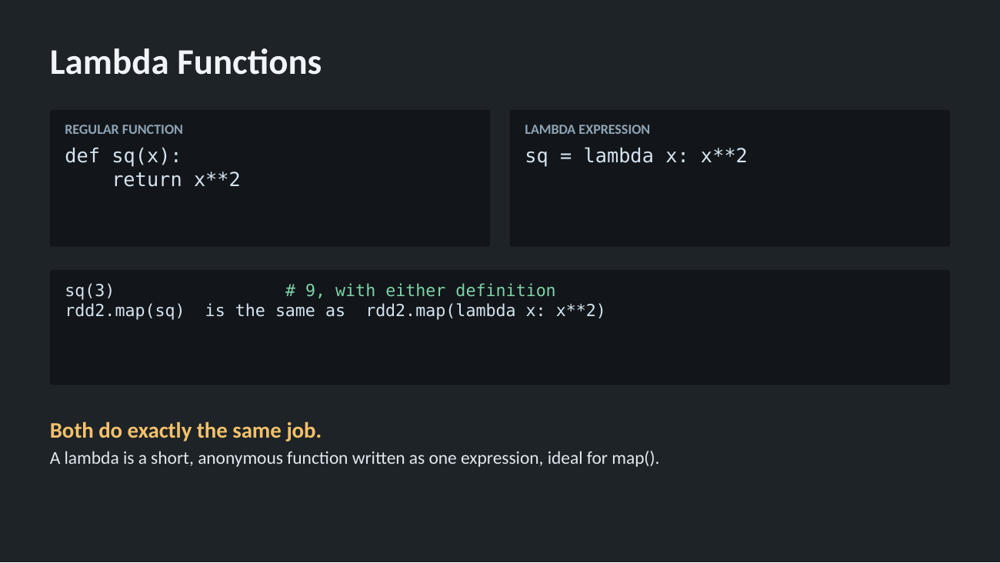 Lambda Functions
REGULAR FUNCTION
def sq(x):
    return x**2
LAMBDA EXPRESSION
sq = lambda x: x**2
sq(3)                 # 9, with either definition
rdd2.map(sq)  is the same as  rdd2.map(lambda x: x**2)
Both do exactly the same job.
A lambda is a short, anonymous function written as one expression, ideal for map().